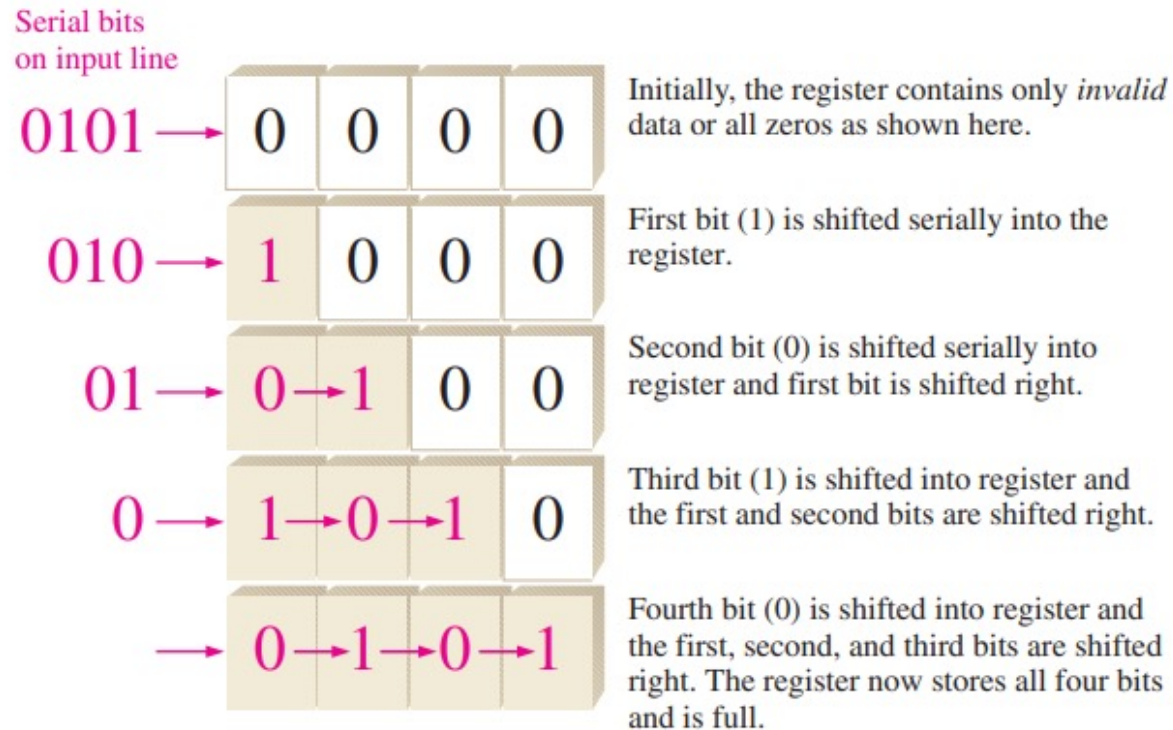 Serial bits
on input line
0101 0 0 0 0
Initially, the register contains only invalid
data or all zeros as shown here.
010 1 0 0 0
First bit (1) is shifted serially into the
register.
01 0 1 0 0
Second bit (0) is shifted serially into
register and first bit is shifted right.
0 1 0 1 0
Third bit (1) is shifted into register and
the first and second bits are shifted right.
0 1 0 1
Fourth bit (0) is shifted into register and
the first, second, and third bits are shifted
right. The register now stores all four bits
and is full.